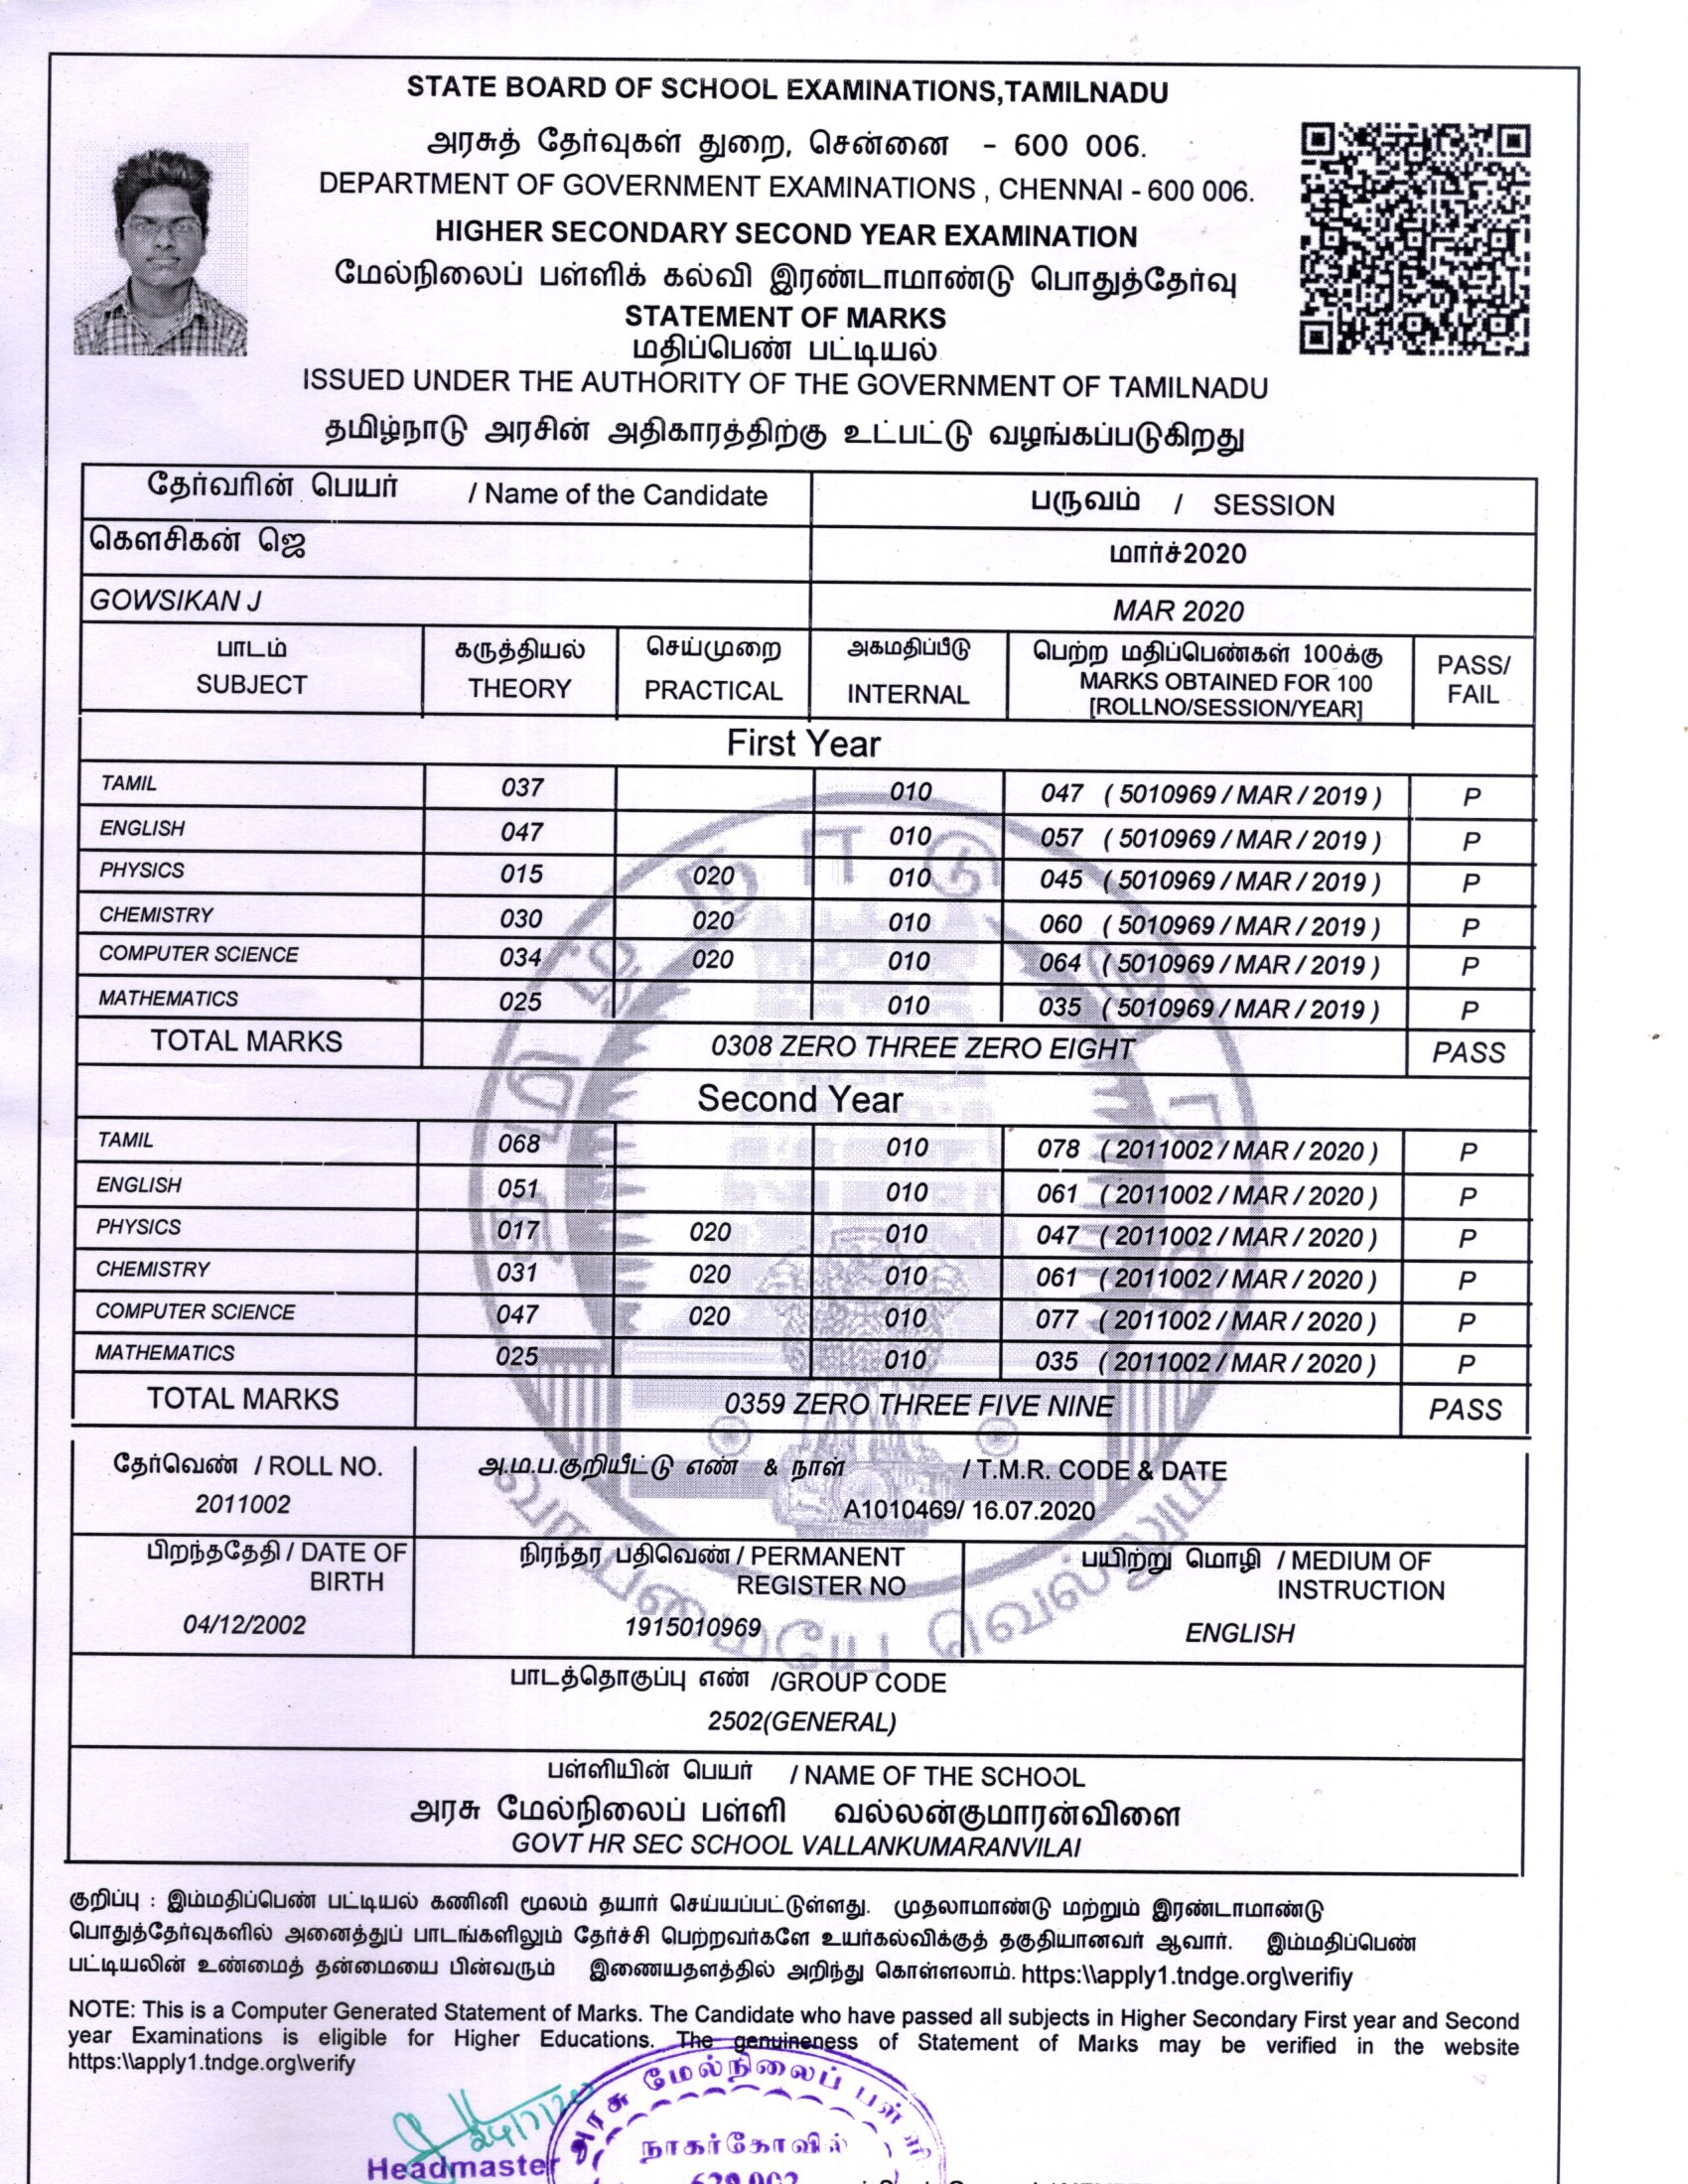 STATE BOARD OF SCHOOL EXAMINATIONS,TAMILNADU
அரசுத் தேர்வுகள் துறை, சென்னை - 600 006.
DEPARTMENT OF GOVERNMENT EXAMINATIONS , CHENNAI - 600 006.
HIGHER SECONDARY SECOND YEAR EXAMINATION
மேல்நிலைப் பள்ளிக் கல்வி இரண்டாமாண்டு பொதுத்தேர்வு
STATEMENT OF MARKS
மதிப்பெண் பட்டியல்
ISSUED UNDER THE AUTHORITY OF THE GOVERNMENT OF TAMILNADU
தமிழ்நாடு அரசின் அதிகாரத்திற்கு உட்பட்டு வழங்கப்படுகிறது
தேர்வரின் பெயர் / Name of the Candidate பருவம் / SESSION
கௌசிகன் ஜெ மார்ச்2020
GOWSIKAN J MAR 2020
பாடம் கருத்தியல் செய்முறை அகமதிப்பீடு பெற்ற மதிப்பெண்கள் 100க்கு PASS/
SUBJECT THEORY PRACTICAL INTERNAL MARKS OBTAINED FOR 100 FAIL
[ROLLNO/SESSION/YEAR]
First Year
TAMIL 037 010 047 ( 5010969 / MAR / 2019 ) P
ENGLISH 047 010 057 ( 5010969 / MAR / 2019 ) P
PHYSICS 015 020 010 045 ( 5010969 / MAR / 2019 ) P
CHEMISTRY 030 020 010 060 ( 5010969 / MAR / 2019 ) P
COMPUTER SCIENCE 034 020 010 064 ( 5010969 / MAR / 2019 ) P
MATHEMATICS 025 010 035 ( 5010969 / MAR / 2019 ) P
TOTAL MARKS 0308 ZERO THREE ZERO EIGHT PASS
Second Year
TAMIL 068 010 078 ( 2011002 / MAR / 2020 ) P
ENGLISH 051 010 061 ( 2011002 / MAR / 2020 ) P
PHYSICS 017 020 010 047 ( 2011002 / MAR / 2020 ) P
CHEMISTRY 031 020 010 061 ( 2011002 / MAR / 2020 ) P
COMPUTER SCIENCE 047 020 010 077 ( 2011002 / MAR / 2020 ) P
MATHEMATICS 025 010 035 ( 2011002 / MAR / 2020 ) P
TOTAL MARKS 0359 ZERO THREE FIVE NINE PASS
தேர்வெண் / ROLL NO. அ.ம.ப.குறியீட்டு எண் & நாள் / T.M.R. CODE & DATE
2011002 A1010469/ 16.07.2020
பிறந்ததேதி / DATE OF நிரந்தர பதிவெண் / PERMANENT பயிற்று மொழி / MEDIUM OF
BIRTH REGISTER NO INSTRUCTION
04/12/2002 1915010969 ENGLISH
பாடத்தொகுப்பு எண் /GROUP CODE
2502(GENERAL)
பள்ளியின் பெயர் / NAME OF THE SCHOOL
அரசு மேல்நிலைப் பள்ளி வல்லன்குமாரன்விளை
GOVT HR SEC SCHOOL VALLANKUMARANVILAI
குறிப்பு : இம்மதிப்பெண் பட்டியல் கணினி மூலம் தயார் செய்யப்பட்டுள்ளது. முதலாமாண்டு மற்றும் இரண்டாமாண்டு
பொதுத்தேர்வுகளில் அனைத்துப் பாடங்களிலும் தேர்ச்சி பெற்றவர்களே உயர்கல்விக்குத் தகுதியானவர் ஆவார். இம்மதிப்பெண்
பட்டியலின் உண்மைத் தன்மையை பின்வரும் இணையதளத்தில் அறிந்து கொள்ளலாம். https:\\apply1.tndge.org\verifiy
NOTE: This is a Computer Generated Statement of Marks. The Candidate who have passed all subjects in Higher Secondary First year and Second
year Examinations is eligible for Higher Educations. The genuineness of Statement of Marks may be verified in the website
https:\\apply1.tndge.org\verify
அரசு மேல்நிலைப் பள்ளி
24/7/20
நாகர்கோவில்
Headmaster
629 002